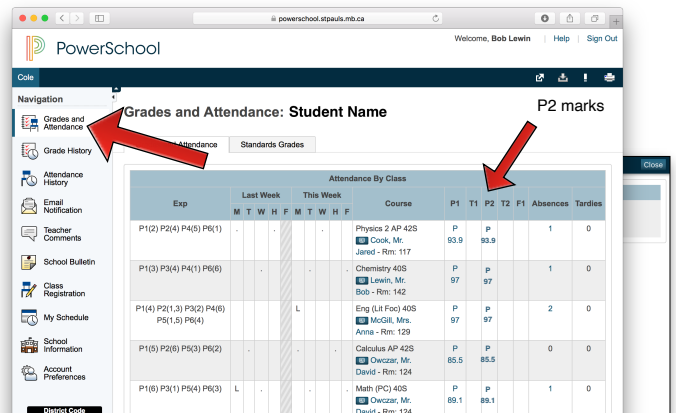 powerschool.stpauls.mb.ca
PowerSchool
Welcome, Bob Lewin | Help | Sign Out
Cole
Navigation
Grades and
Attendance
Grade History
Attendance
History
Email
Notification
Teacher
Comments
School Bulletin
Class
Registration
My Schedule
School
Information
Account
Preferences
District Code
P2 marks
Grades and Attendance: Student Name
Attendance
Standards Grades
Close
Attendance By Class
Exp Last Week This Week Course P1 T1 P2 T2 F1 Absences Tardies
M T W H F M T W H F
P1(2) P2(4) P4(5) P6(1) . . . Physics 2 AP 42S P P 1 0
Cook, Mr. 93.9 93.9
Jared - Rm: 117
P1(3) P3(4) P4(1) P6(6) . . Chemistry 40S P P 1 0
Lewin, Mr. 97 97
Bob - Rm: 142
P1(4) P2(1,3) P3(2) P4(6) L Eng (Lit Foc) 40S P P 2 0
P5(1,5) P6(4) McGill, Mrs. 97 97
Anna - Rm: 129
P1(5) P2(6) P5(3) P6(2) . . . Calculus AP 42S P P 0 0
Owczar, Mr. 85.5 85.5
David - Rm: 124
P1(6) P3(1) P5(4) P6(3) L . . . Math (PC) 40S P P 1 0
Owczar, Mr. 89.1 89.1
David - Rm: 124